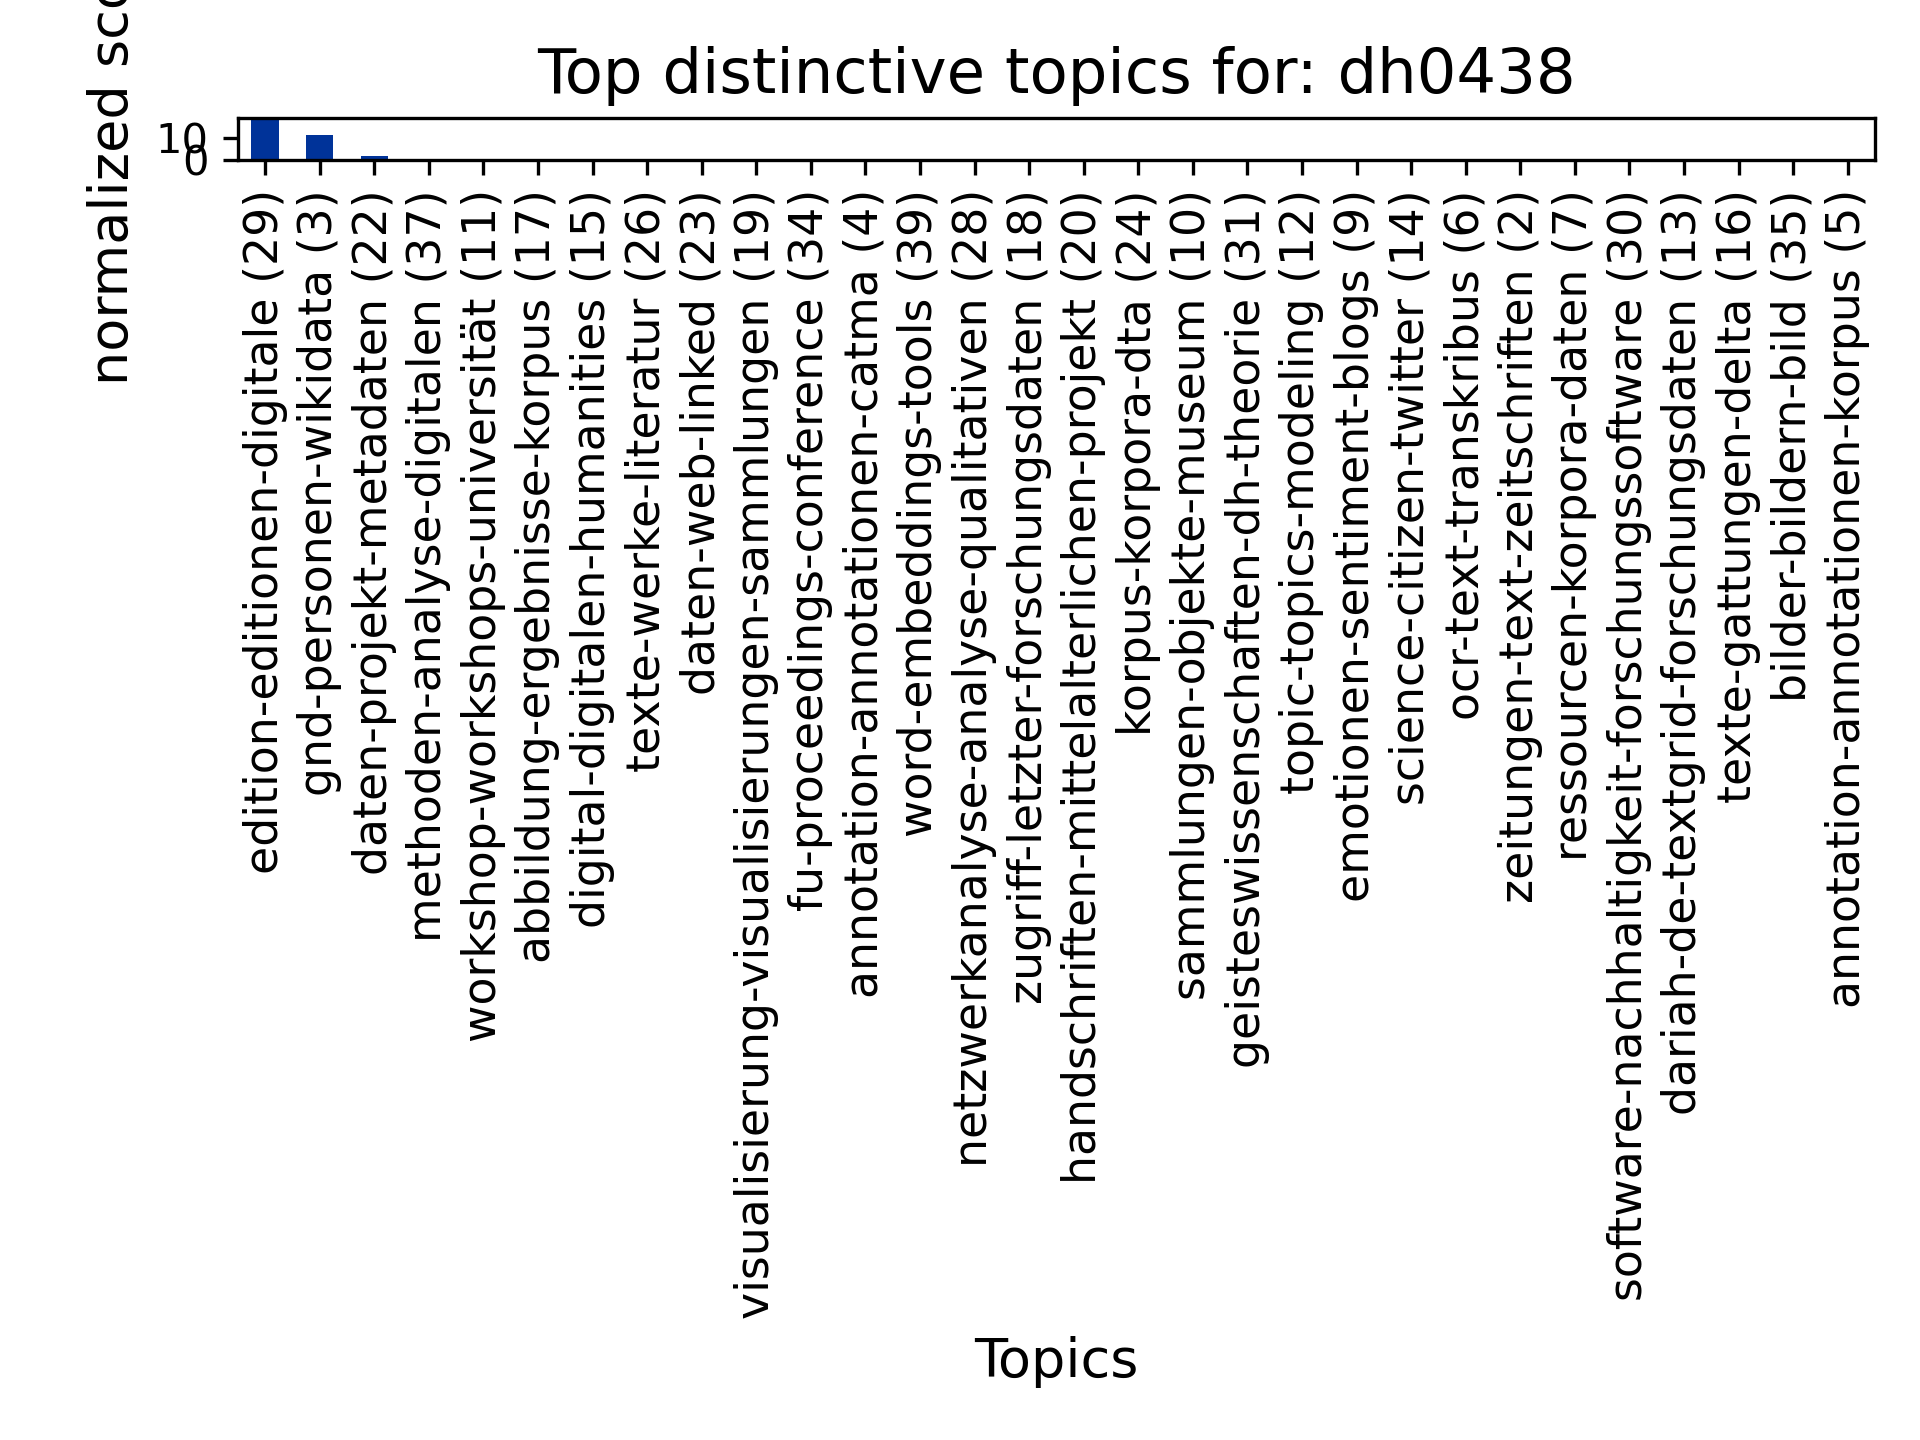 Top distinctive topics for: dh0438
normalized
10
0
edition-editionen-digitale (29)
gnd-personen-wikidata (3)
daten-projekt-metadaten (22)
methoden-analyse-digitalen (37)
workshop-workshops-universität (11)
abbildung-ergebnisse-korpus (17)
digital-digitalen-humanities (15)
texte-werke-literatur (26)
daten-web-linked (23)
visualisierung-visualisierungen-sammlungen (19)
fu-proceedings-conference (34)
annotation-annotationen-catma (4)
word-embeddings-tools (39)
netzwerkanalyse-analyse-qualitativen (28)
zugriff-letzter-forschungsdaten (18)
handschriften-mittelalterlichen-projekt (20)
korpus-korpora-dta (24)
sammlungen-objekte-museum (10)
geisteswissenschaften-dh-theorie (31)
topic-topics-modeling (12)
emotionen-sentiment-blogs (9)
science-citizen-twitter (14)
ocr-text-transkribus (6)
zeitungen-text-zeitschriften (2)
ressourcen-korpora-daten (7)
software-nachhaltigkeit-forschungssoftware (30)
dariah-de-textgrid-forschungsdaten (13)
texte-gattungen-delta (16)
bilder-bildern-bild (35)
annotation-annotationen-korpus (5)
Topics